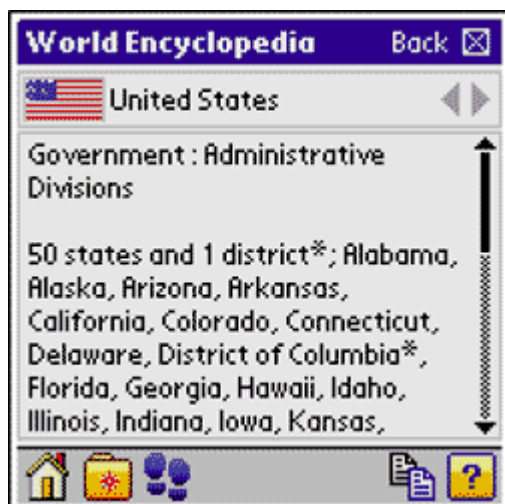 World Encyclopedia Back
United States
Government : Administrative
Divisions
50 states and 1 district*; Alabama,
Alaska, Arizona, Arkansas,
California, Colorado, Connecticut,
Delaware, District of Columbia*,
Florida, Georgia, Hawaii, Idaho,
Illinois, Indiana, Iowa, Kansas,
?